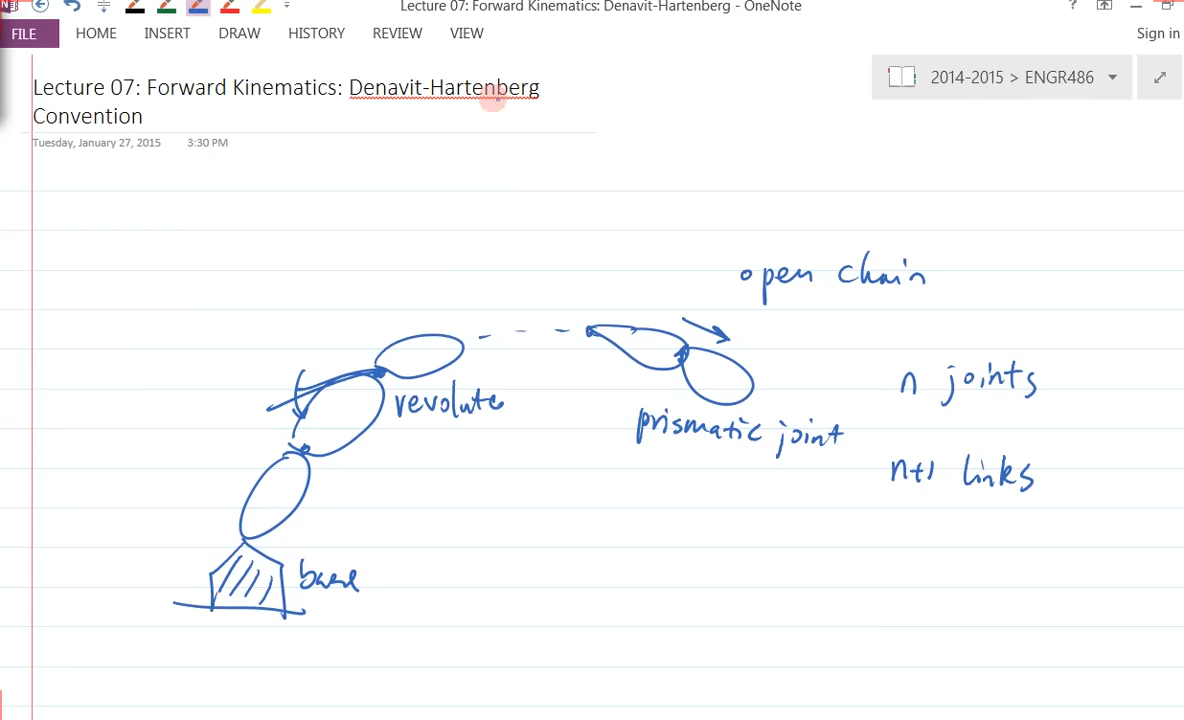 Lecture 07: Forward Kinematics: Denavit-Hartenberg - OneNote
?
FILE HOME INSERT DRAW HISTORY REVIEW VIEW
Sign in
2014-2015 > ENGR486
Lecture 07: Forward Kinematics: Denavit-Hartenberg
Convention
Tuesday, January 27, 2015 3:30 PM
open chain
n joints
revolute
prismatic joint
n+1 links
base